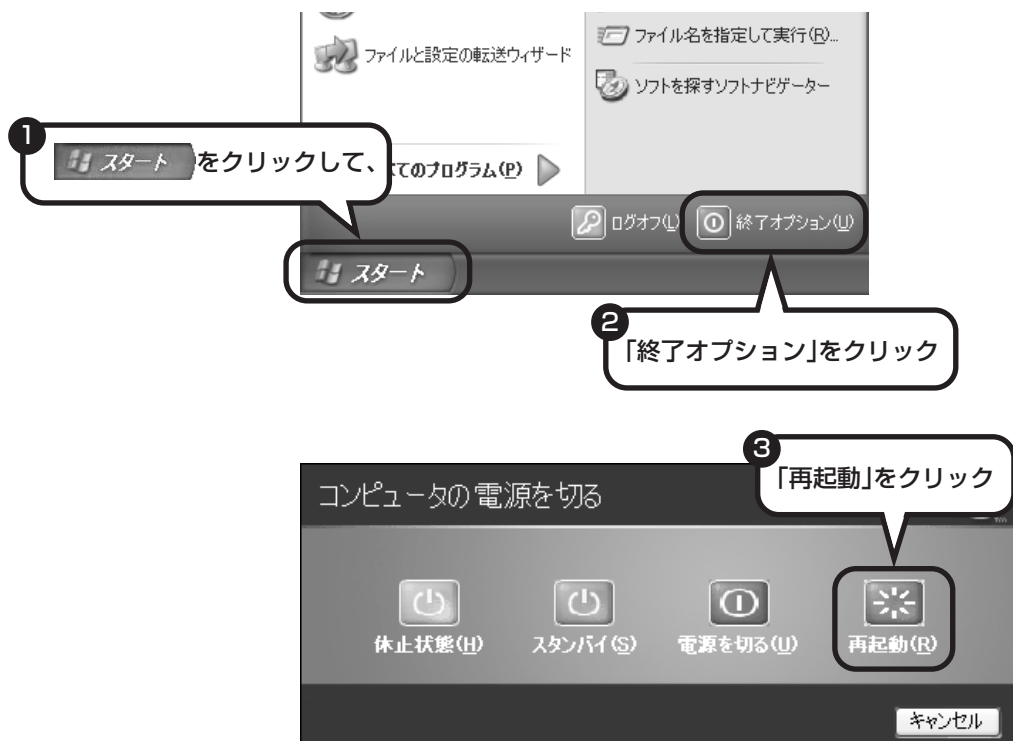 ファイル名を指定して実行(R)...
ファイルと設定の転送ウィザード
ソフトを探すソフトナビゲーター
1
スタート をクリックして、
てのプログラム(P)
ログオフ(L) 終了オプション(U)
スタート
2
「終了オプション」をクリック
3
「再起動」をクリック
コンピュータの電源を切る
休止状態(H) スタンバイ(S) 電源を切る(U) 再起動(R)
キャンセル